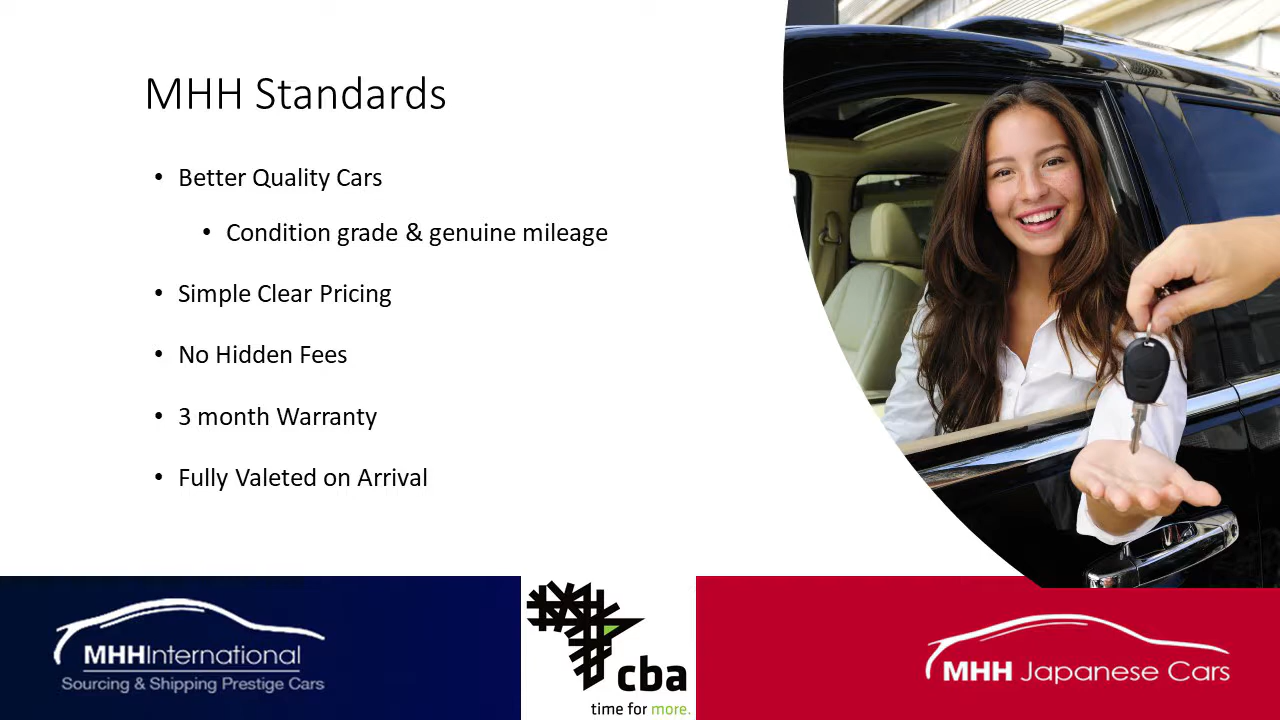 MHH Standards
• Better Quality Cars
• Condition grade & genuine mileage
• Simple Clear Pricing
• No Hidden Fees
• 3 month Warranty
• Fully Valeted on Arrival
MHHInternational
Sourcing & Shipping Prestige Cars
cba
time for more.
MHH Japanese Cars